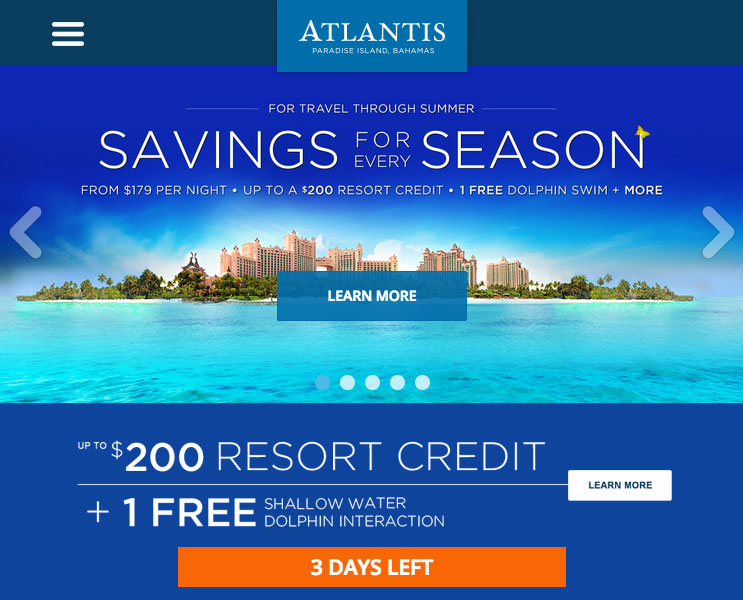 ATLANTIS
PARADISE ISLAND, BAHAMAS
FOR TRAVEL THROUGH SUMMER
SAVINGS FOR EVERY SEASON
FROM $179 PER NIGHT • UP TO A $200 RESORT CREDIT • 1 FREE DOLPHIN SWIM + MORE
LEARN MORE
UP TO $200 RESORT CREDIT
+ 1 FREE SHALLOW WATER DOLPHIN INTERACTION
LEARN MORE
3 DAYS LEFT